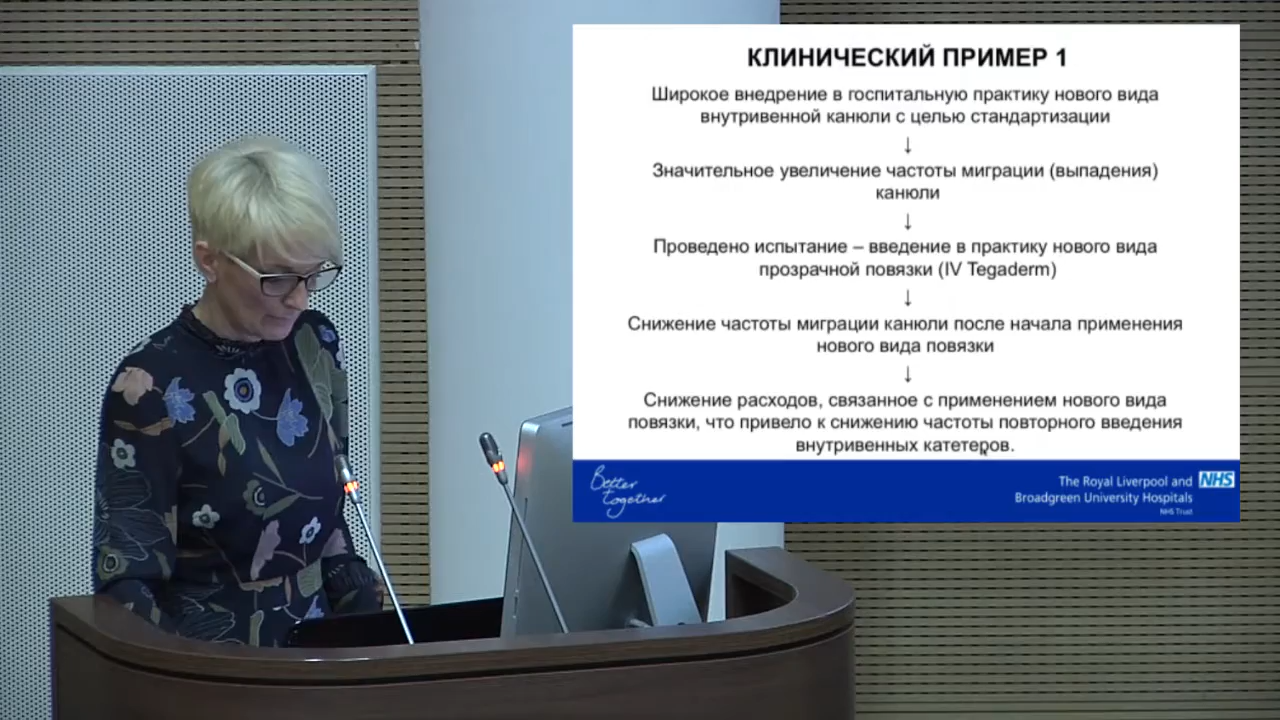 КЛИНИЧЕСКИЙ ПРИМЕР 1
Широкое внедрение в госпитальную практику нового вида
внутривенной канюли с целью стандартизации
↓
Значительное увеличение частоты миграции (выпадения)
канюли
↓
Проведено испытание – введение в практику нового вида
прозрачной повязки (IV Tegaderm)
↓
Снижение частоты миграции канюли после начала применения
нового вида повязки
↓
Снижение расходов, связанное с применением нового вида
повязки, что привело к снижению частоты повторного введения
внутривенных катетеров.
Better
together
The Royal Liverpool and NHS
Broadgreen University Hospitals
NHS Trust